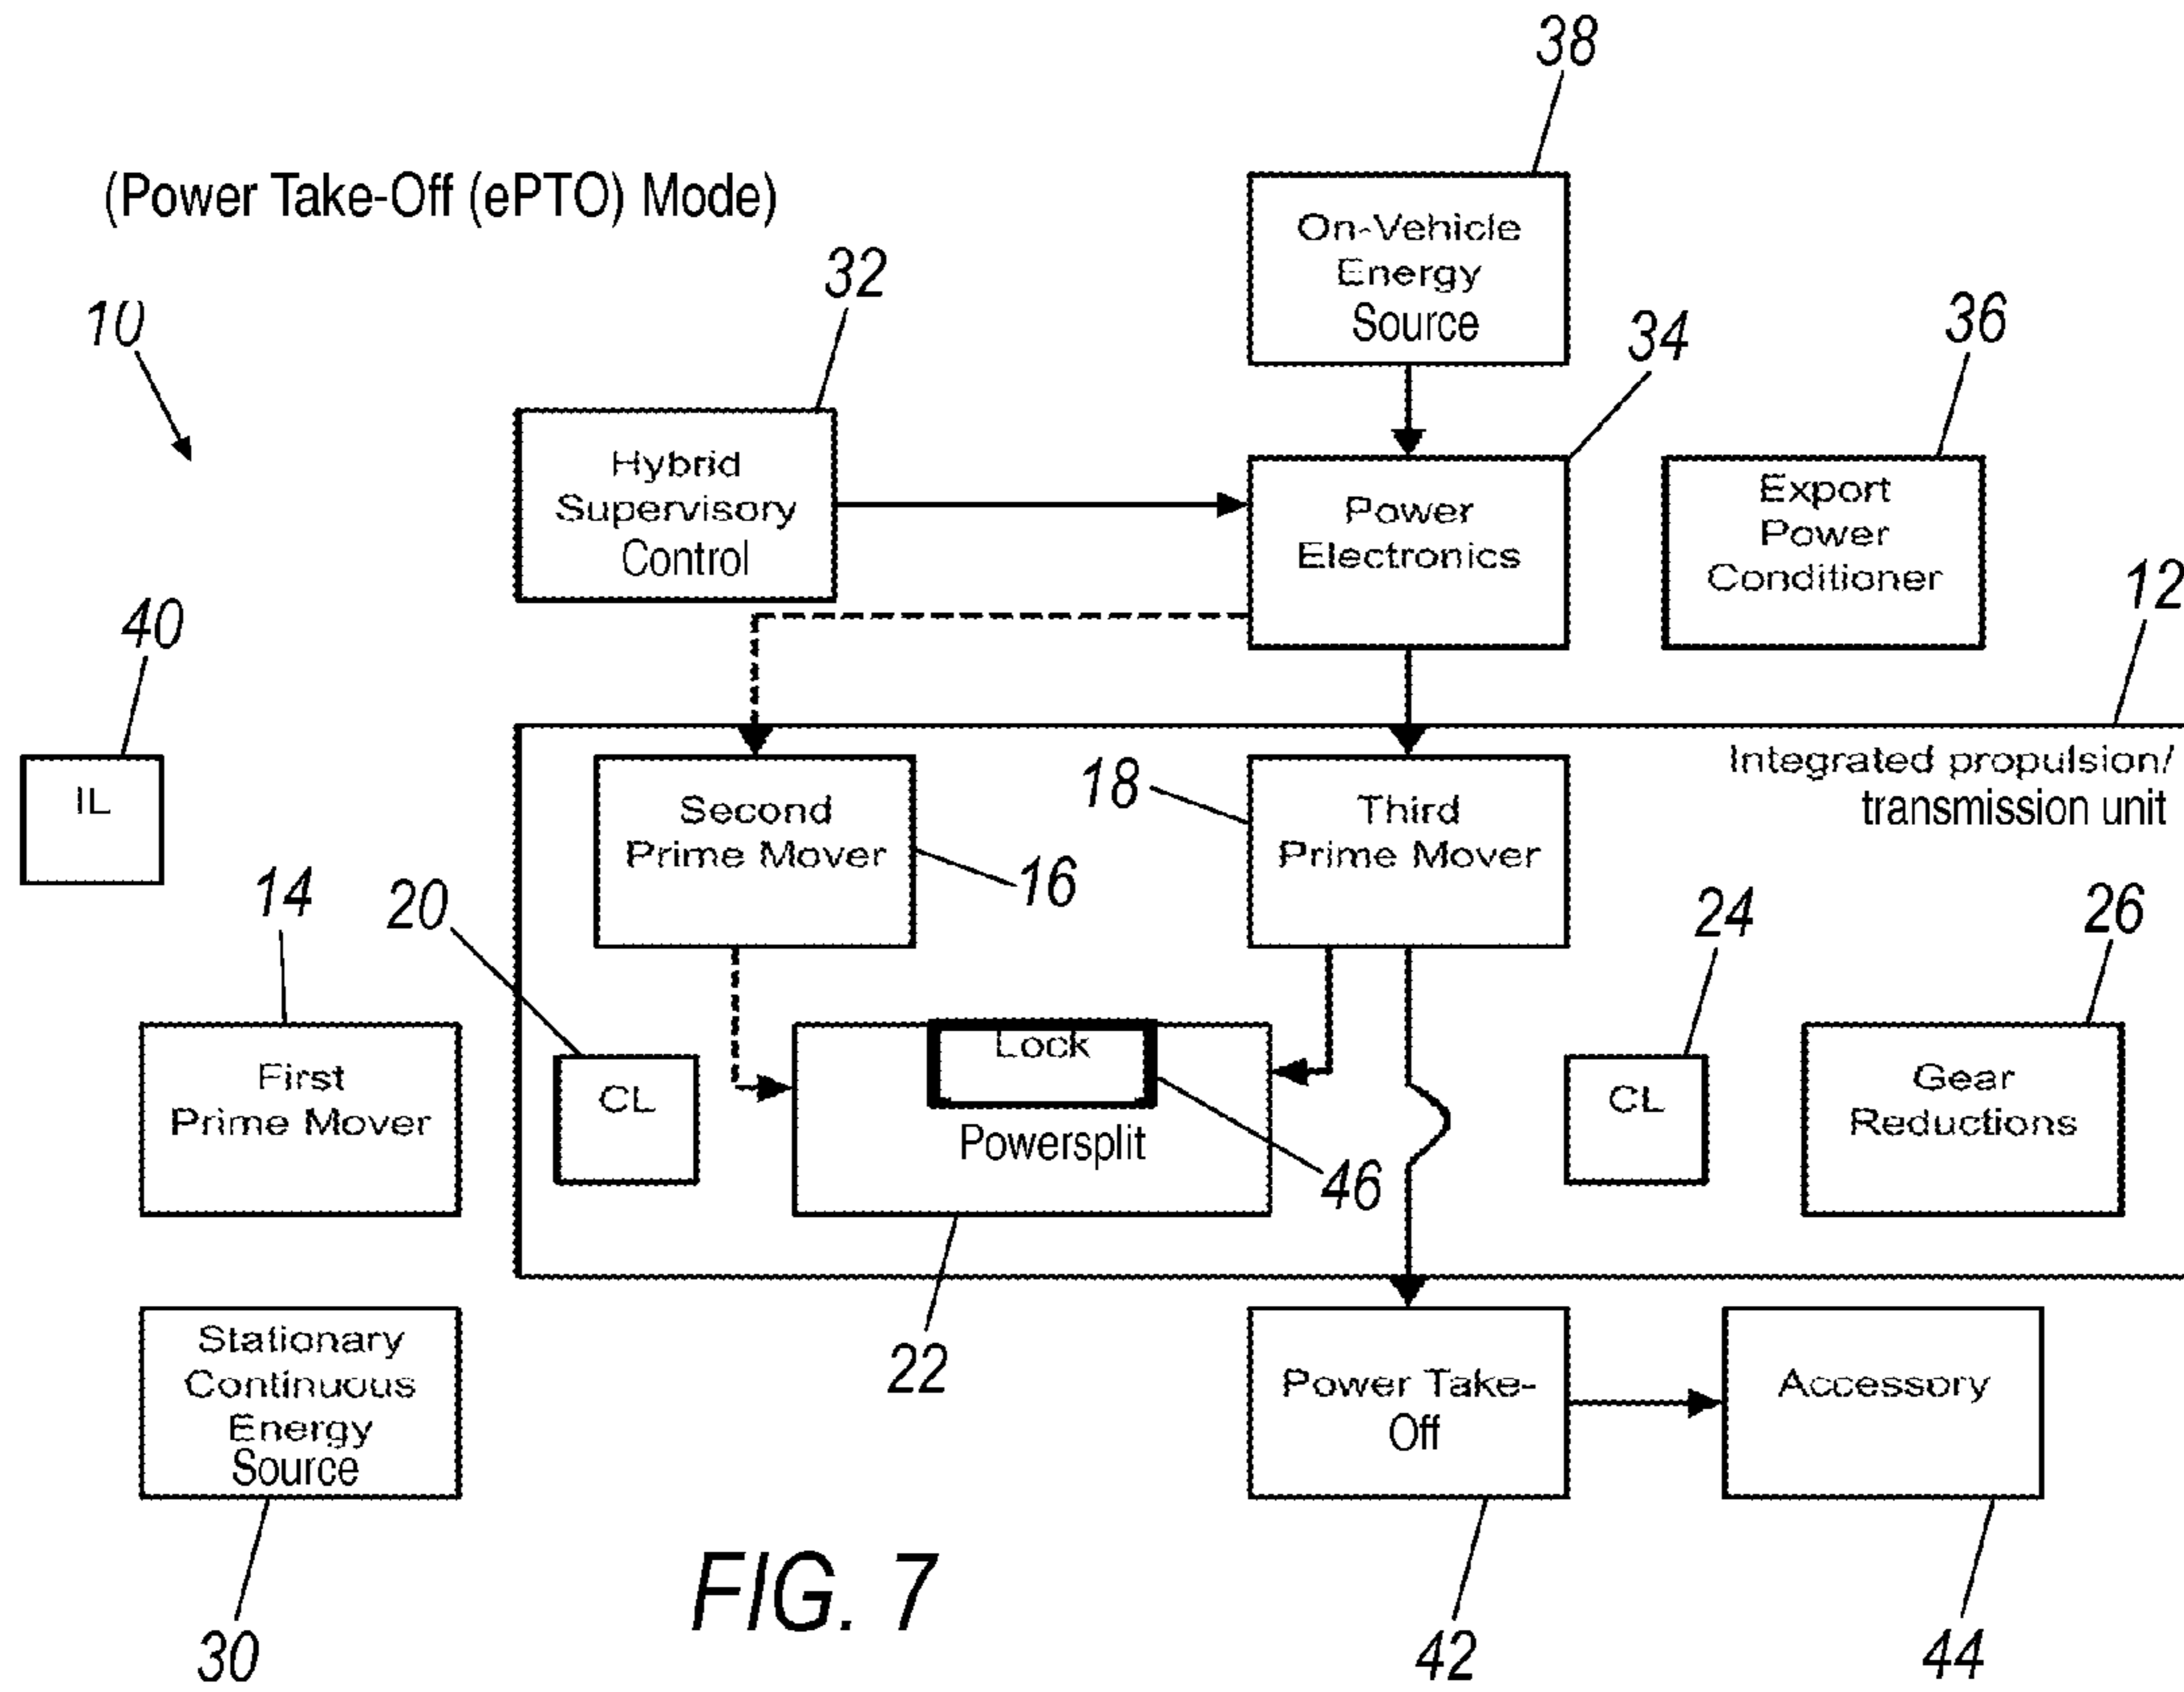 38
(Power Take-Off (ePTO) Mode)
On-Vehicle
Energy
Source
32
10
34
36
Hybrid
Supervisory
Control
Power
Electronics
Export
Power
Conditioner
12
40
IL
Integrated propulsion/
transmission unit
18
Second
Prime Mover
Third
Prime Mover
16
14
20
24
26
First
Prime Mover
CL
Lock
Powersplit
46
CL
Gear
Reductions
22
Stationary
Continuous
Energy
Source
Power Take-
Off
Accessory
30
FIG. 7
42
44